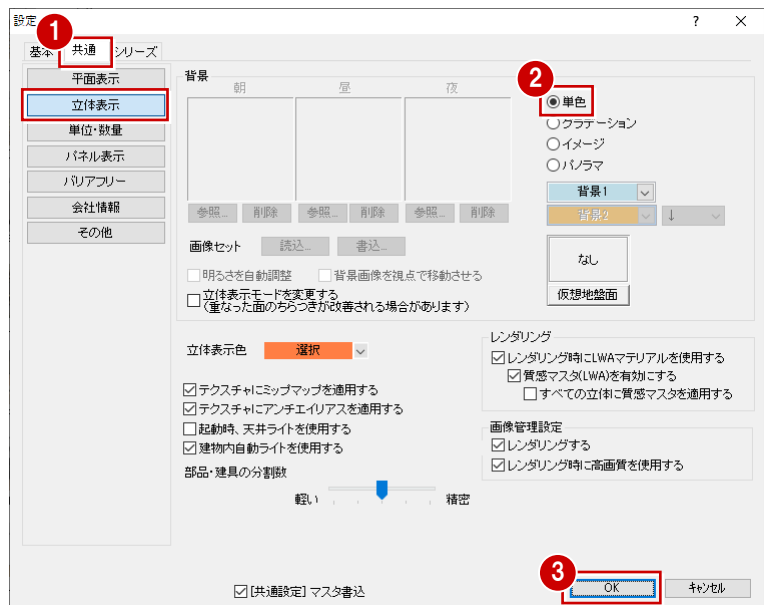 設定
?
×
1
基本 共通 シリーズ
平面表示
立体表示
単位・数量
パネル表示
バリアフリー
会社情報
その他
背景
朝 昼 夜
参照... 削除 参照... 削除 参照... 削除
画像セット 読込... 書込...
明るさを自動調整 背景画像を視点で移動させる
立体表示モードを変更する
(重なった面のちらつきが改善される場合があります)
2
単色
グラデーション
イメージ
パノラマ
背景1
背景2 ↓
なし
仮想地盤面
立体表示色 選択
テクスチャにミップマップを適用する
テクスチャにアンチエイリアスを適用する
起動時、天井ライトを使用する
建物内自動ライトを使用する
部品・建具の分割数
軽い 精密
レンダリング
レンダリング時にLWAマテリアルを使用する
質感マスタ(LWA)を有効にする
すべての立体に質感マスタを適用する
画像管理設定
レンダリングする
レンダリング時に高画質を使用する
[共通設定] マスタ書込
3
OK
キャンセル